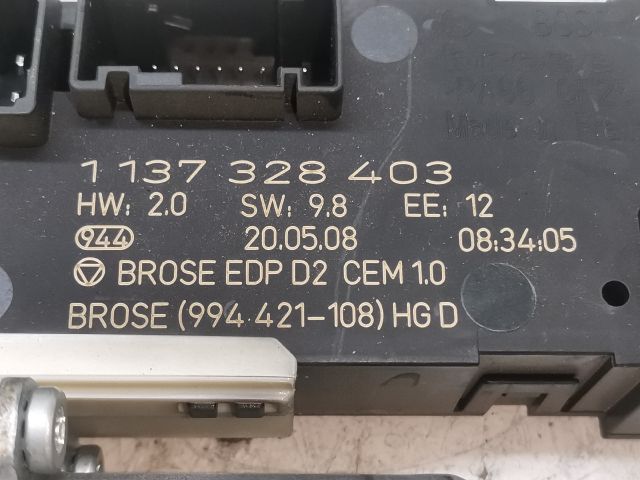 1 137 328 403
HW: 2.0 SW: 9.8 EE: 12
944 20.05.08 08:34:05
BROSE EDP D2 CEM 1.0
BROSE (994 421-108) HG D